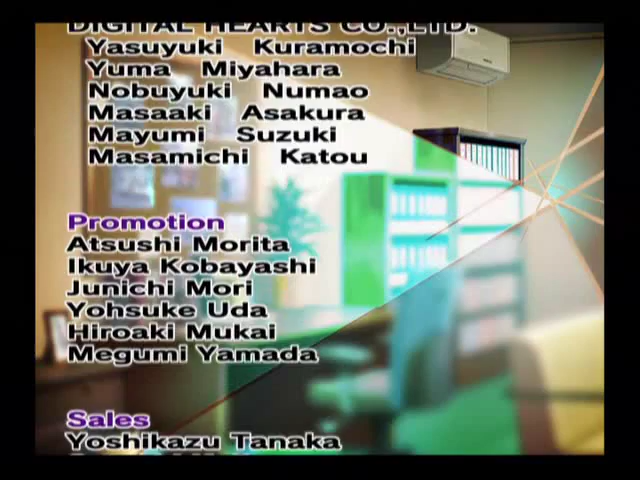 DIGITAL HEARTS CO.,LTD.
Yasuyuki Kuramochi
Yuma Miyahara
Nobuyuki Numao
Masaaki Asakura
Mayumi Suzuki
Masamichi Katou
Promotion
Atsushi Morita
Ikuya Kobayashi
Junichi Mori
Yohsuke Uda
Hiroaki Mukai
Megumi Yamada
Sales
Yoshikazu Tanaka